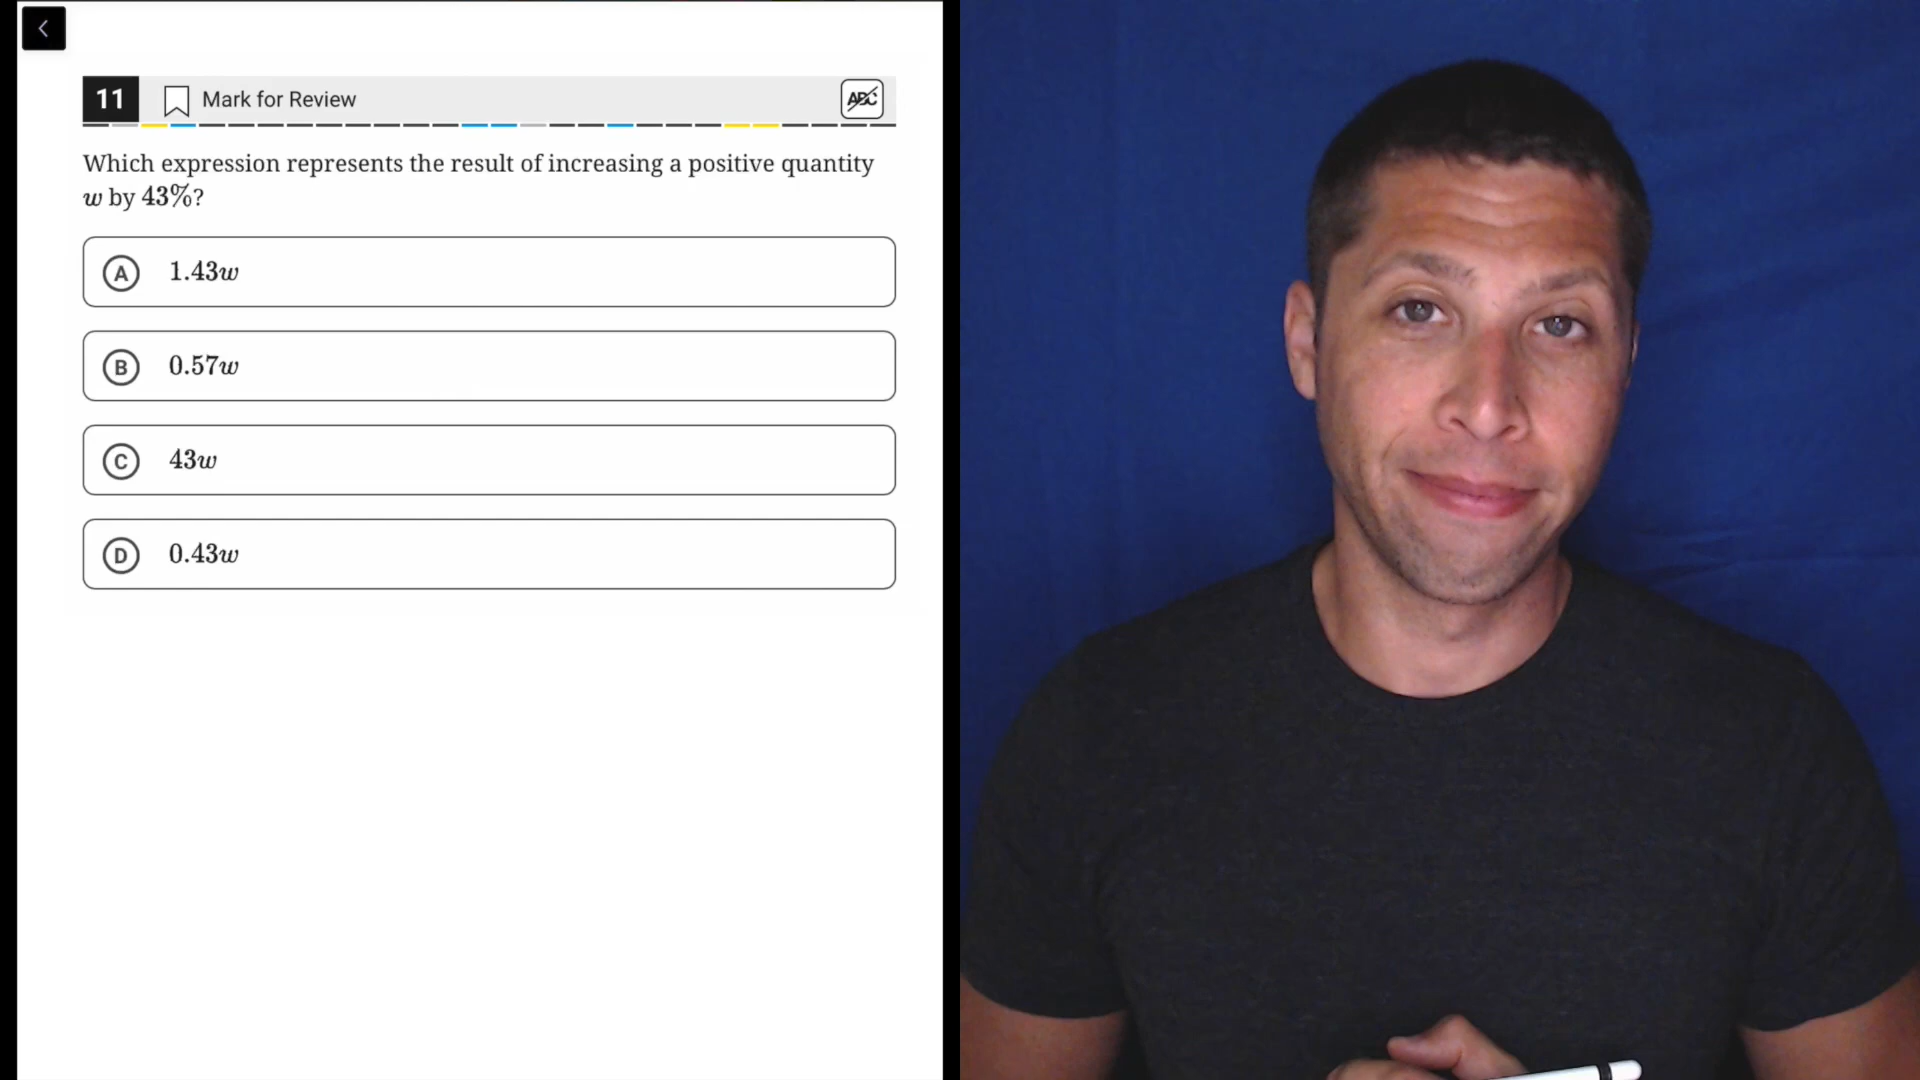 11 Mark for Review ABC
Which expression represents the result of increasing a positive quantity
w by 43%?
A 1.43w
B 0.57w
C 43w
D 0.43w